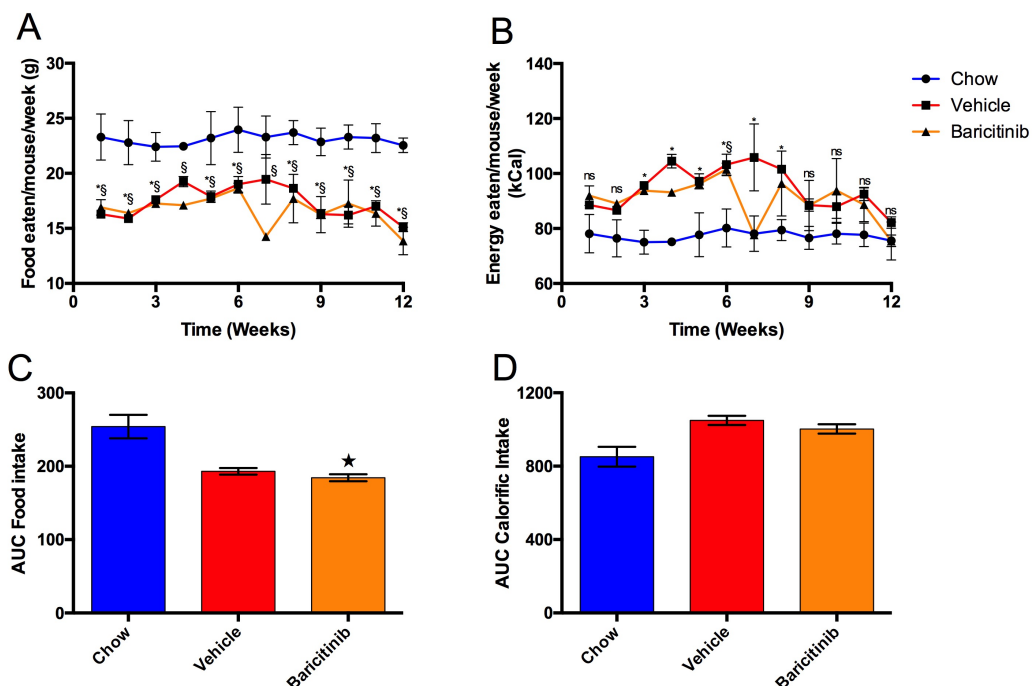 A
Food eaten/mouse/week (g)
30
25
20
15
10
*§ *§ *§ § *§ *§ § *§ *§ *§ *§ *§
0 3 6 9 12
Time (Weeks)
B
Energy eaten/mouse/week
(kCal)
140
120
100
80
60
ns ns * * * *§ * * ns ns ns ns
0 3 6 9 12
Time (Weeks)
Chow
Vehicle
Baricitinib
C
AUC Food intake
300
200
100
0
★
Chow
Vehicle
Baricitinib
D
AUC Calorific Intake
1200
800
400
0
Chow
Vehicle
Baricitinib